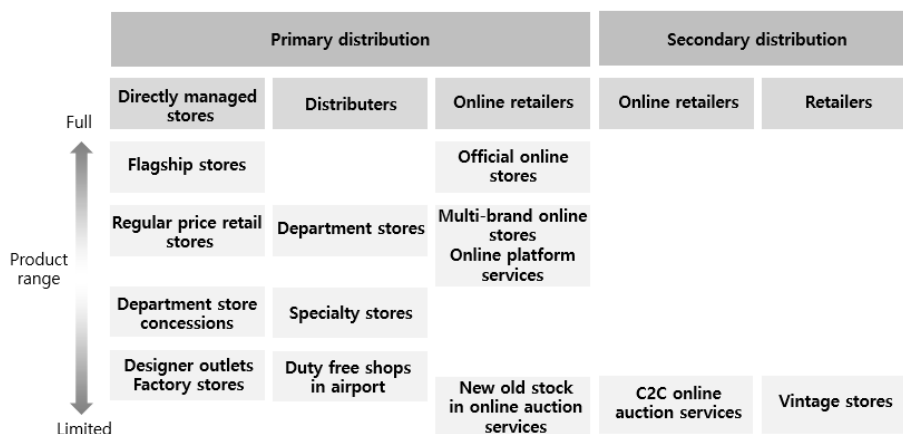 Primary distribution
Secondary distribution
Directly managed
stores
Distributers
Online retailers
Online retailers
Retailers
Full
Flagship stores
Official online
stores
Regular price retail
stores
Department stores
Multi-brand online
stores
Online platform
services
Product
range
Department store
concessions
Specialty stores
Designer outlets
Factory stores
Duty free shops
in airport
New old stock
in online auction
services
C2C online
auction services
Vintage stores
Limited